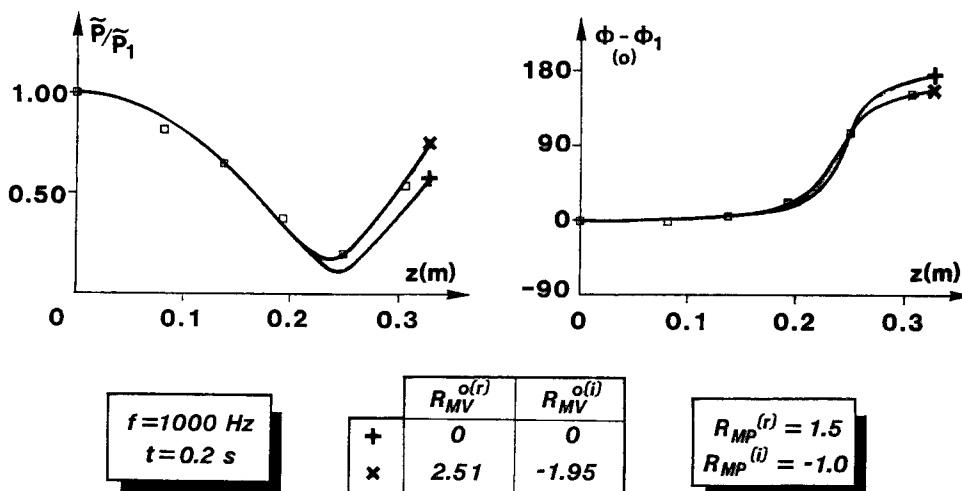 P̃/P̃₁
1.00
0.50
z(m)
0 0.1 0.2 0.3
Φ - Φ₁
(o)
180
90
0
-90
z(m)
0 0.1 0.2 0.3
f = 1000 Hz
t = 0.2 s
R_MV^o(r) R_MV^o(i)
+ 0 0
× 2.51 -1.95
R_MP^(r) = 1.5
R_MP^(i) = -1.0